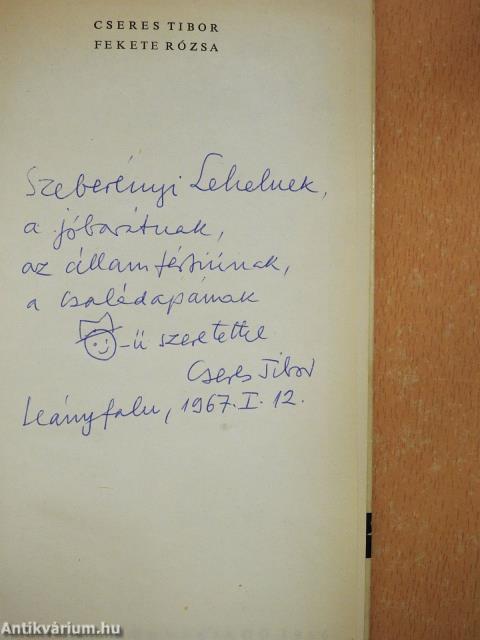 CSERES TIBOR
FEKETE RÓZSA
Szeberényi Lehelnek,
a jóbarátnak,
az államférfiúnak,
a családapának
-ű szeretettel
Cseres Tibor
Leányfalu, 1967. I. 12.
Antikvárium.hu